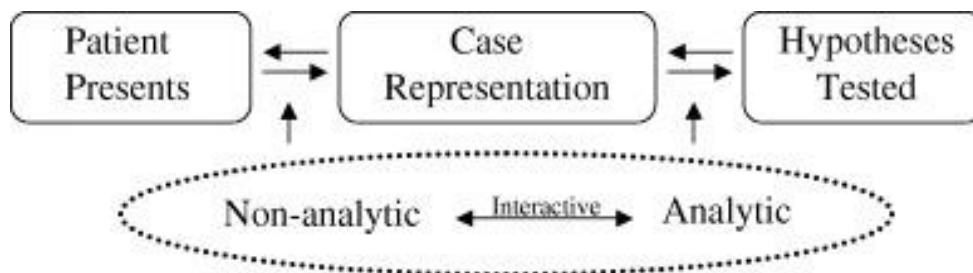 Patient
Presents
Case
Representation
Hypotheses
Tested
Non-analytic
Interactive
Analytic